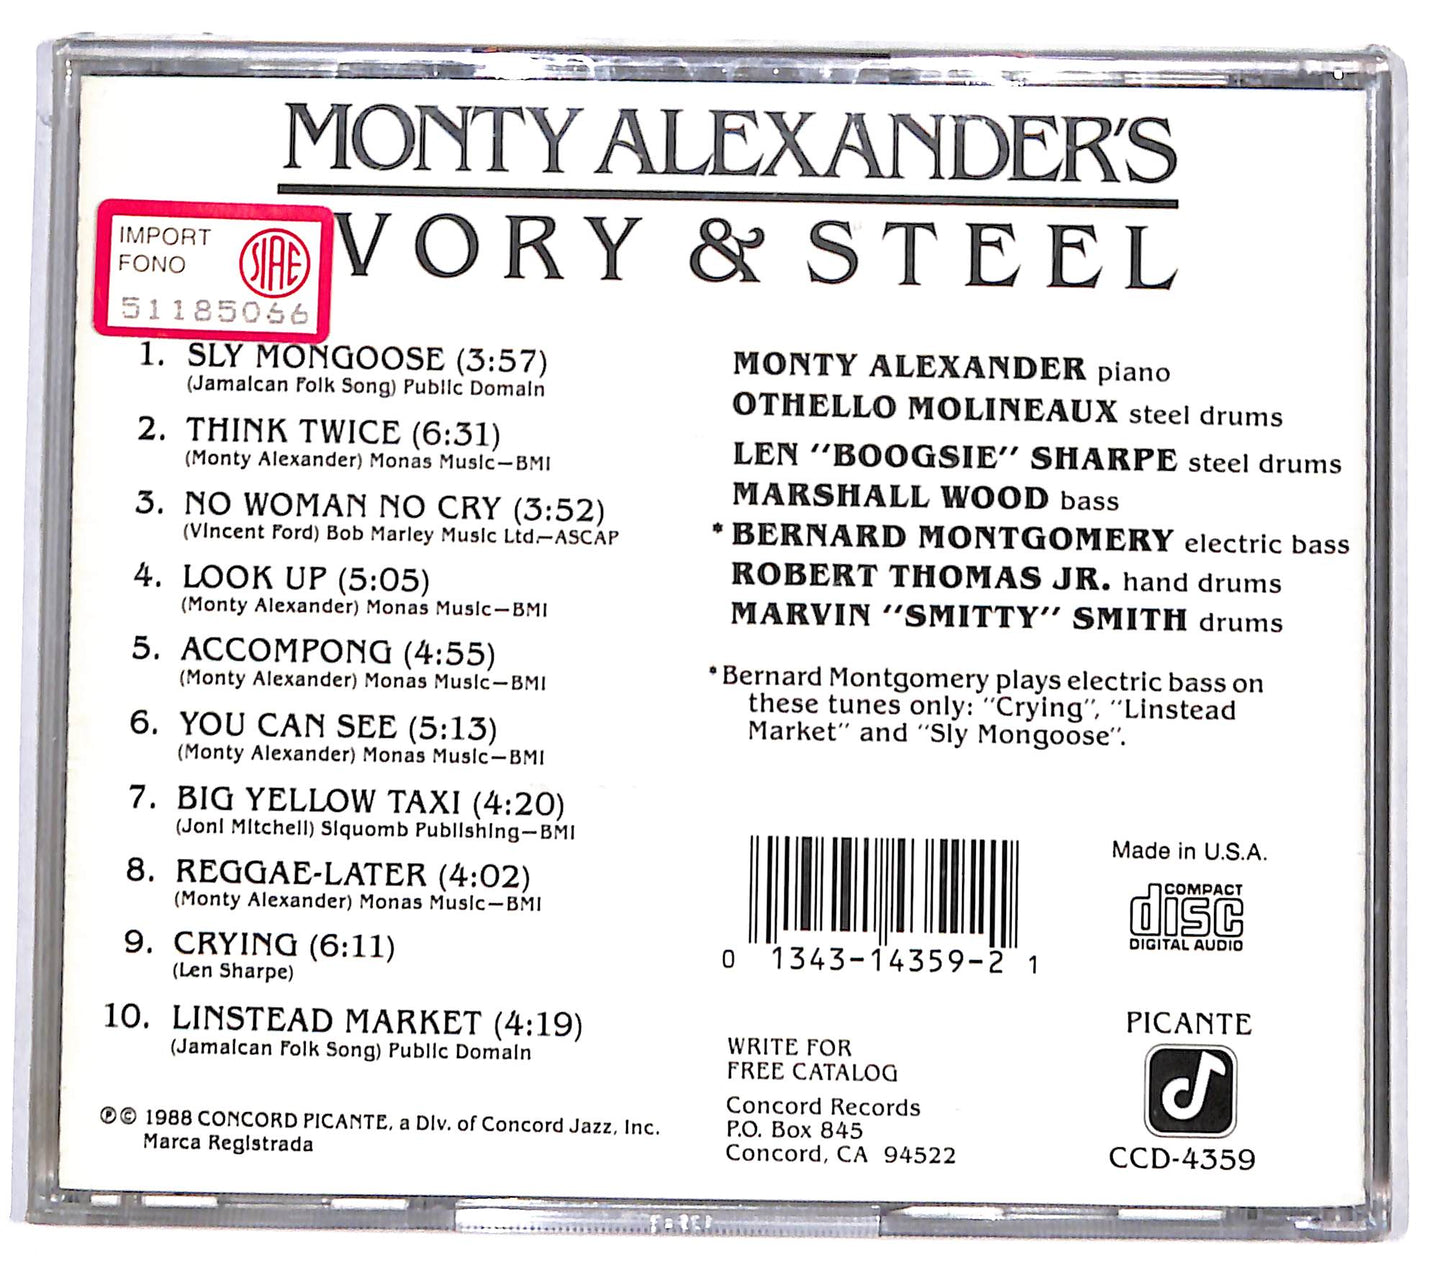 MONTY ALEXANDER'S
VORY & STEEL
IMPORT
FONO
SIAE
51185066
1. SLY MONGOOSE (3:57)
(Jamaican Folk Song) Public Domain
2. THINK TWICE (6:31)
(Monty Alexander) Monas Music—BMI
3. NO WOMAN NO CRY (3:52)
(Vincent Ford) Bob Marley Music Ltd.—ASCAP
4. LOOK UP (5:05)
(Monty Alexander) Monas Music—BMI
5. ACCOMPONG (4:55)
(Monty Alexander) Monas Music—BMI
6. YOU CAN SEE (5:13)
(Monty Alexander) Monas Music—BMI
7. BIG YELLOW TAXI (4:20)
(Joni Mitchell) Siquomb Publishing—BMI
8. REGGAE-LATER (4:02)
(Monty Alexander) Monas Music—BMI
9. CRYING (6:11)
(Len Sharpe)
10. LINSTEAD MARKET (4:19)
(Jamaican Folk Song) Public Domain
℗© 1988 CONCORD PICANTE, a Div. of Concord Jazz, Inc.
Marca Registrada
MONTY ALEXANDER piano
OTHELLO MOLINEAUX steel drums
LEN "BOOGSIE" SHARPE steel drums
MARSHALL WOOD bass
*BERNARD MONTGOMERY electric bass
ROBERT THOMAS JR. hand drums
MARVIN "SMITTY" SMITH drums
*Bernard Montgomery plays electric bass on
these tunes only: "Crying", "Linstead
Market" and "Sly Mongoose".
0 1343-14359-2 1
Made in U.S.A.
COMPACT
disc
DIGITAL AUDIO
WRITE FOR
FREE CATALOG
Concord Records
P.O. Box 845
Concord, CA 94522
PICANTE
CCD-4359